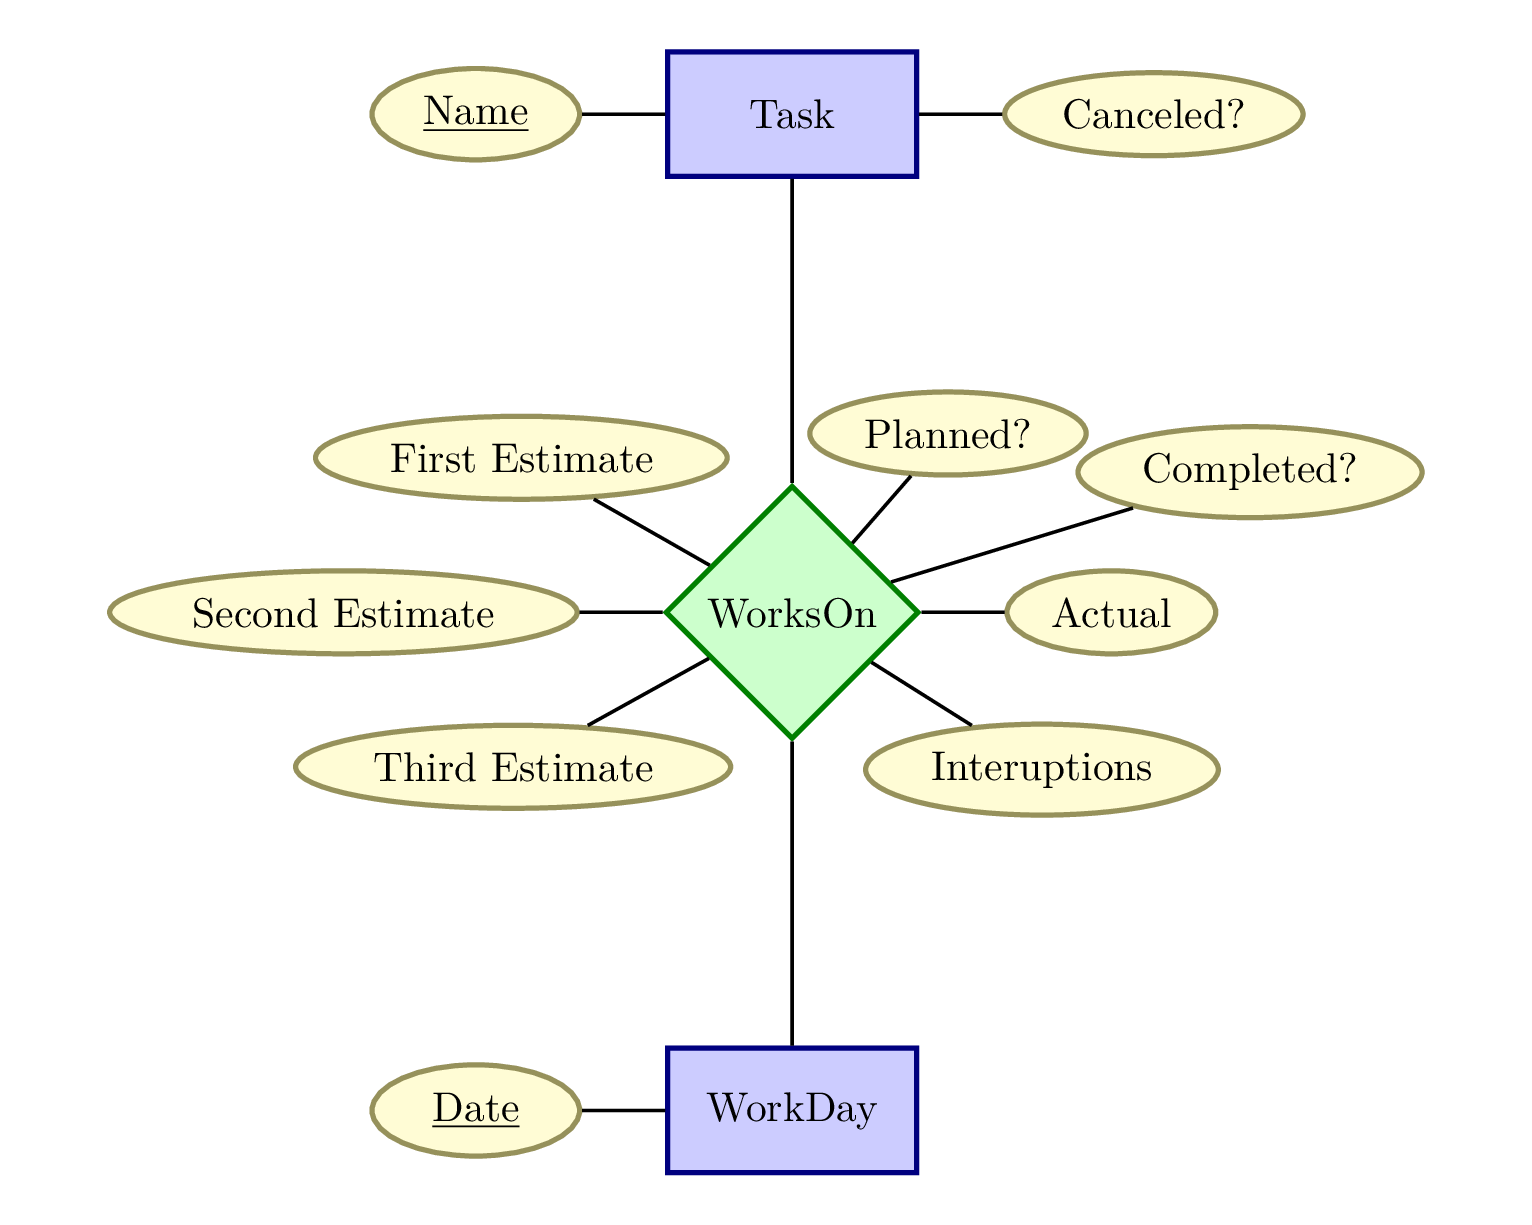 Name
Task
Canceled?
Planned?
First Estimate
Completed?
Second Estimate
WorksOn
Actual
Third Estimate
Interuptions
Date
WorkDay